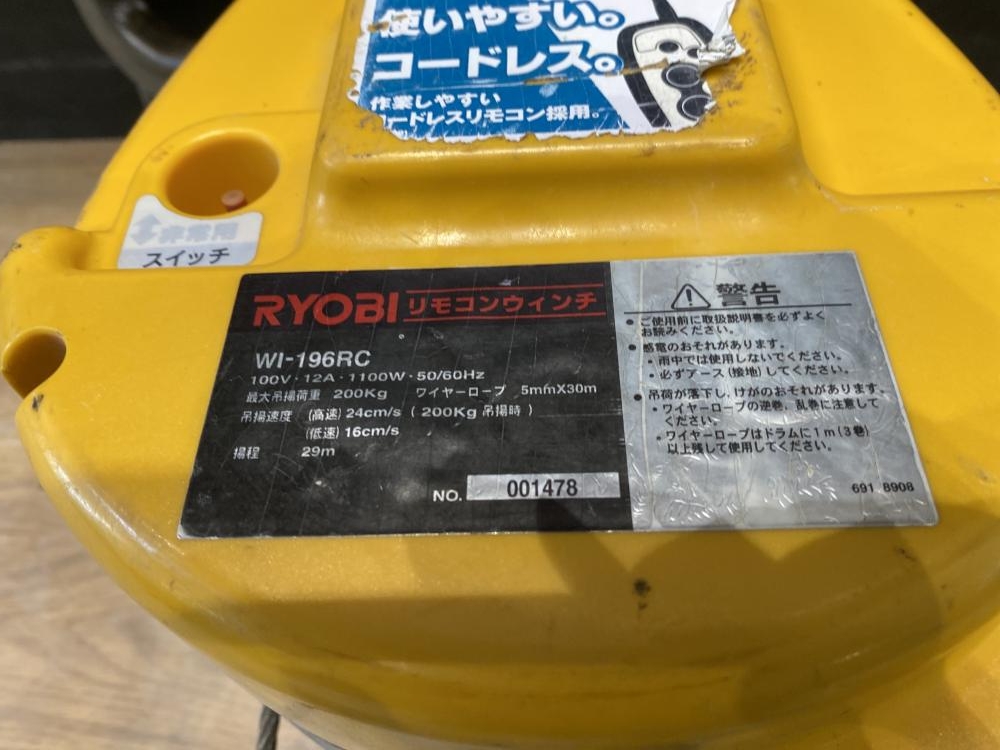 使いやすい。
コードレス。
作業しやすい
コードレスリモコン採用。
非常用
スイッチ
RYOBI リモコンウィンチ
WI-196RC
100V・12A・1100W・50/60Hz
最大吊揚荷重 200Kg ワイヤーロープ 5mmX30m
吊揚速度 (高速) 24cm/s ( 200Kg 吊揚時 )
(低速) 16cm/s
揚程 29m
NO. 001478
警告
• ご使用前に取扱説明書を必ずよく
お読みください。
• 感電のおそれがあります。
・雨中では使用しないでください。
・必ずアース(接地)してください。
• 吊荷が落下し、けがのおそれがあります。
・ワイヤーロープの逆巻、乱巻に注意して
ください。
・ワイヤーロープはドラムに1m(3巻)
以上残して使用してください。
691 8908